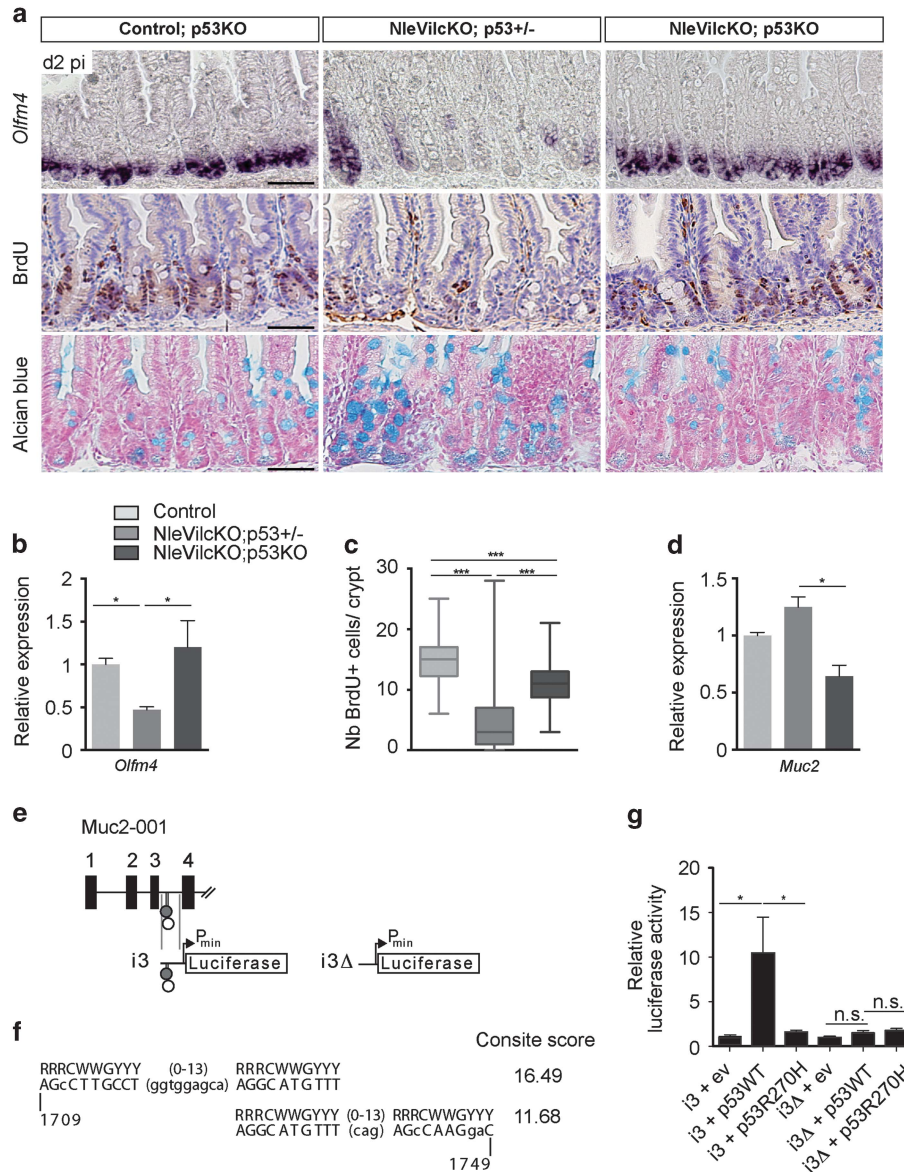 a
Control; p53KO
NleVilcKO; p53+/-
NleVilcKO; p53KO
d2 pi
Olfm4
BrdU
Alcian blue
Control
NleVilcKO;p53+/-
NleVilcKO;p53KO
b
Relative expression
2
1.5
1
0.5
0
*
*
Olfm4
c
Nb BrdU+ cells/ crypt
30
20
10
0
***
***
***
d
Relative expression
1.5
1.0
0.5
0
*
Muc2
e
Muc2-001
1 2 3 4
i3
Pmin
Luciferase
i3Δ
Pmin
Luciferase
f
Consite score
RRRCWWGYYY (0-13) RRRCWWGYYY
AGcCTTGCCT (ggtggagca) AGGCATGTTT
16.49
1709
RRRCWWGYYY (0-13) RRRCWWGYYY
AGGCATGTTT (cag) AGcCAAGgaC
11.68
1749
g
Relative
luciferase activity
20
15
10
5
0
*
*
n.s.
n.s.
i3 + ev
i3 + p53WT
i3 + p53R270H
i3Δ + ev
i3Δ + p53WT
i3Δ + p53R270H